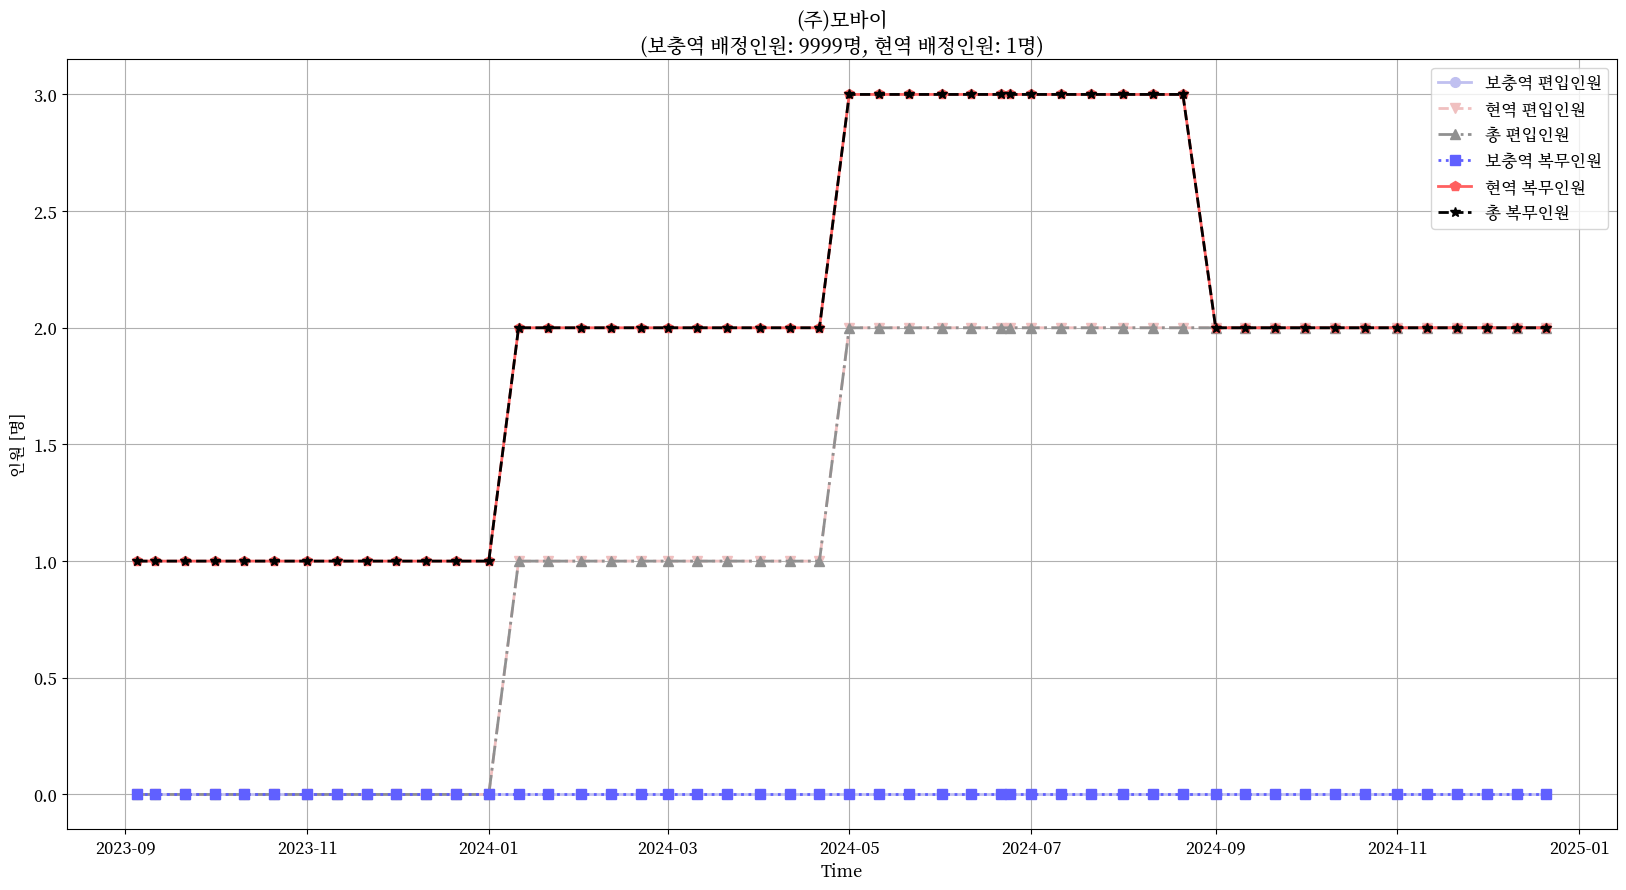 (주)모바이
(보충역 배정인원: 9999명, 현역 배정인원: 1명)
보충역 편입인원
현역 편입인원
총 편입인원
보충역 복무인원
현역 복무인원
총 복무인원
인원 [명]
3.0
2.5
2.0
1.5
1.0
0.5
0.0
2023-09 2023-11 2024-01 2024-03 2024-05 2024-07 2024-09 2024-11 2025-01
Time